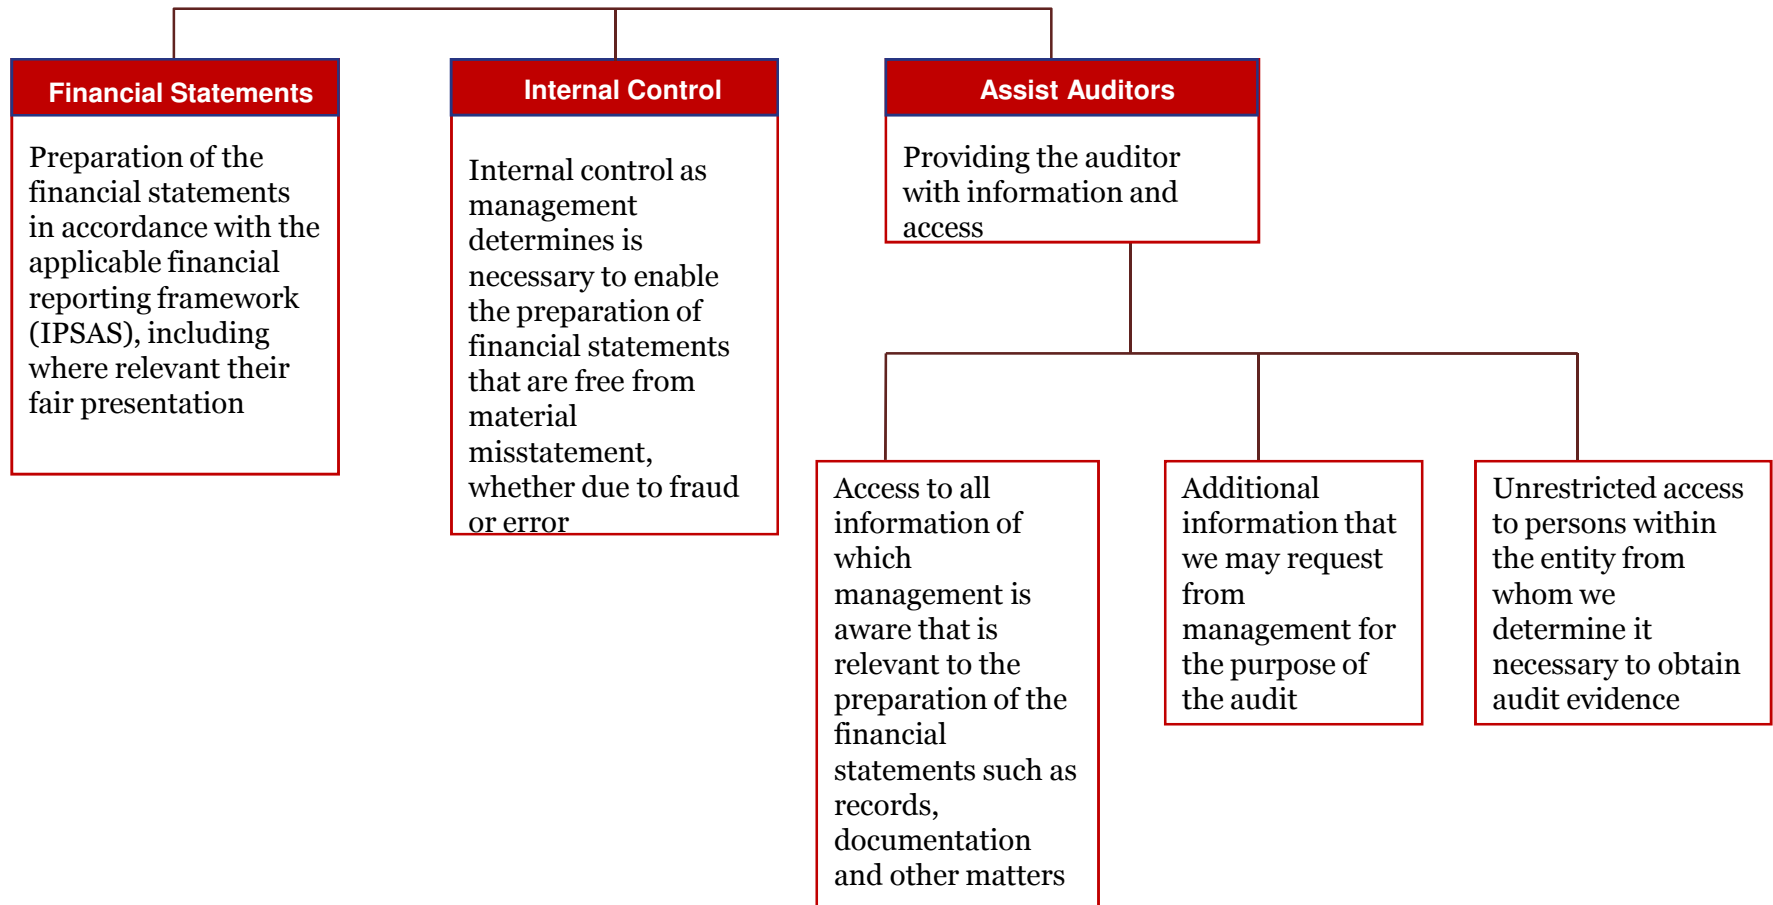 Financial Statements
Preparation of the
financial statements
in accordance with the
applicable financial
reporting framework
(IPSAS), including
where relevant their
fair presentation
Internal Control
Internal control as
management
determines is
necessary to enable
the preparation of
financial statements
that are free from
material
misstatement,
whether due to fraud
or error
Assist Auditors
Providing the auditor
with information and
access
Access to all
information of
which
management is
aware that is
relevant to the
preparation of the
financial
statements such as
records,
documentation
and other matters
Additional
information that
we may request
from
management for
the purpose of
the audit
Unrestricted access
to persons within
the entity from
whom we
determine it
necessary to obtain
audit evidence